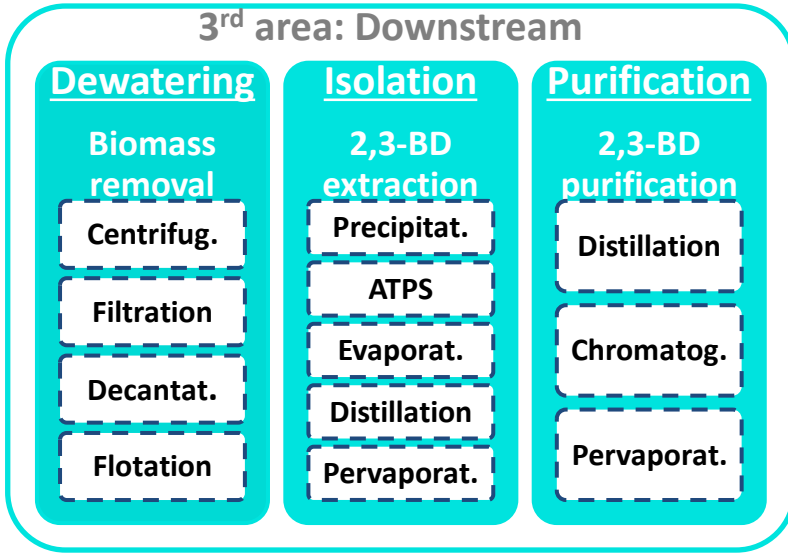 3rd area: Downstream
Dewatering
Biomass
removal
Centrifug.
Filtration
Decantat.
Flotation
Isolation
2,3-BD
extraction
Precipitat.
ATPS
Evaporat.
Distillation
Pervaporat.
Purification
2,3-BD
purification
Distillation
Chromatog.
Pervaporat.